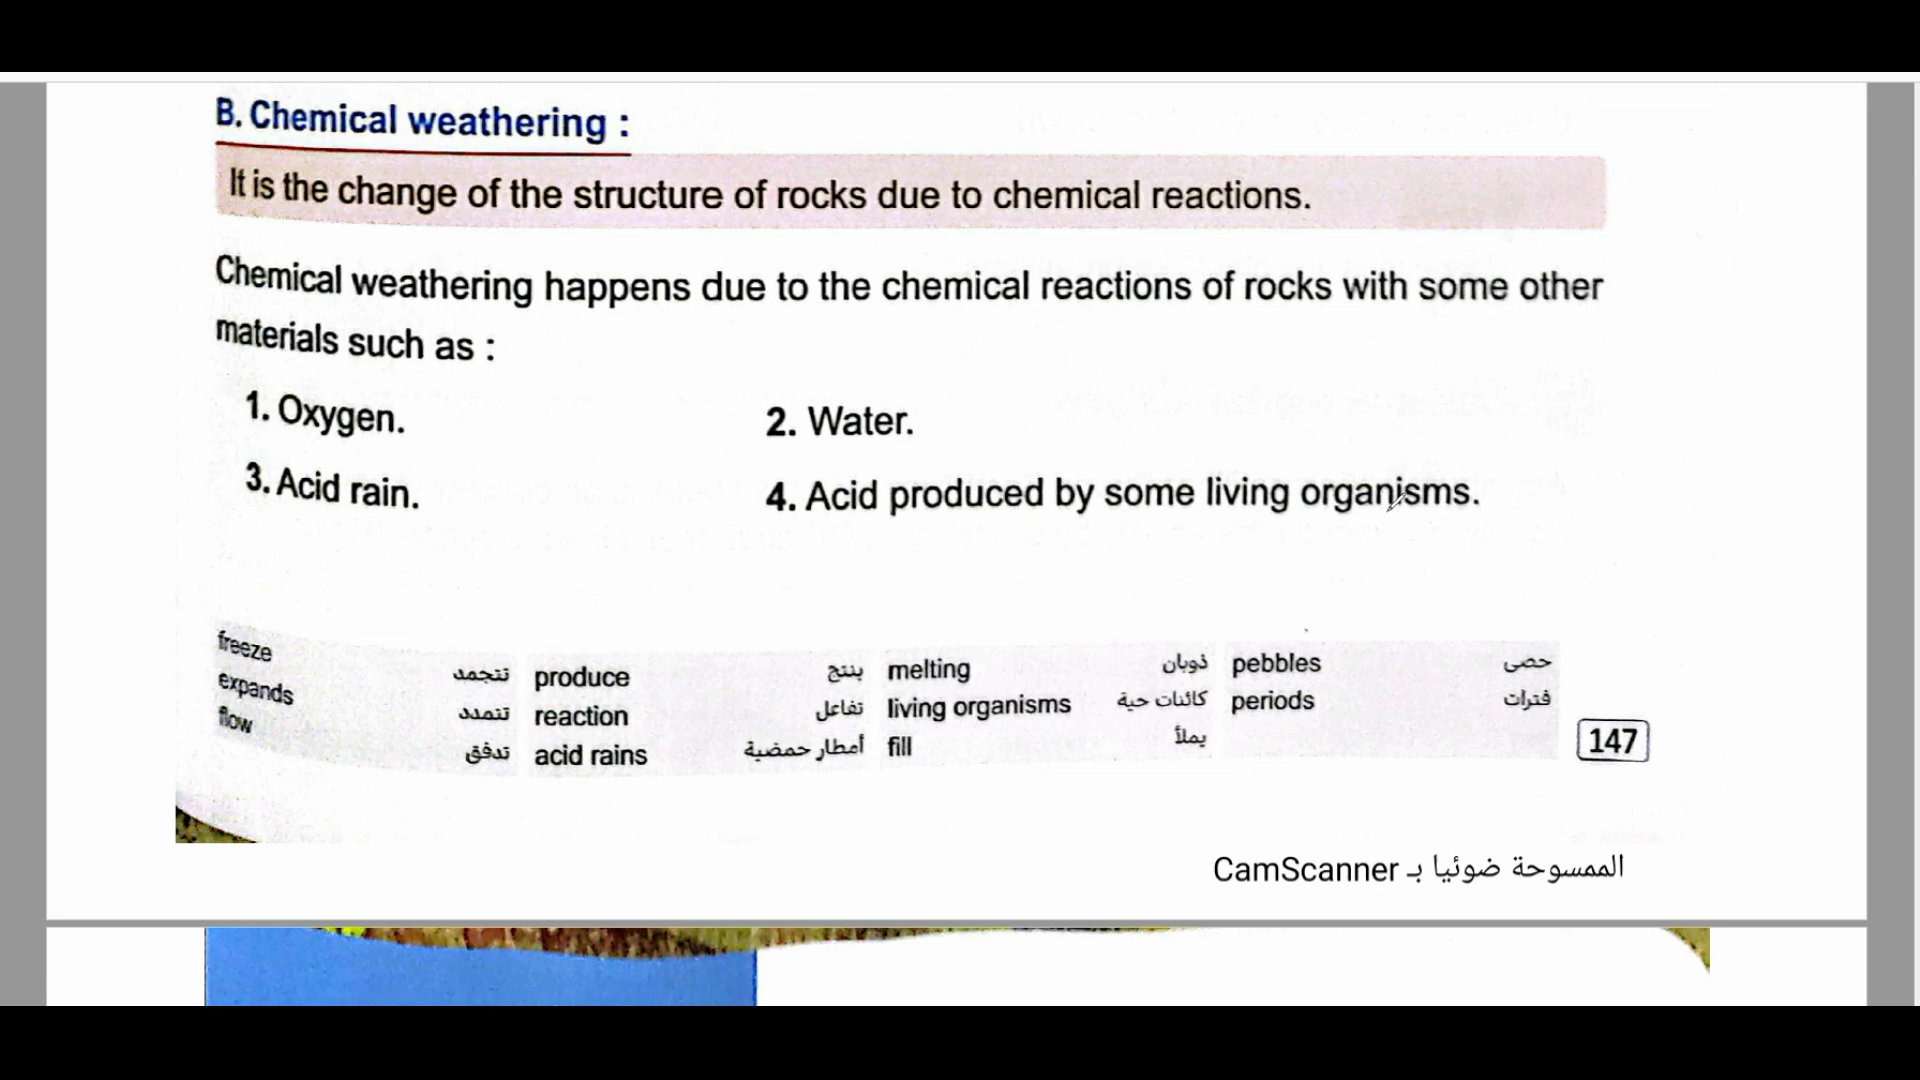 B. Chemical weathering :
It is the change of the structure of rocks due to chemical reactions.
Chemical weathering happens due to the chemical reactions of rocks with some other
materials such as :
1. Oxygen.
2. Water.
3. Acid rain.
4. Acid produced by some living organisms.
freeze تتجمد produce ينتج melting ذوبان pebbles حصى
expands تتمدد reaction تفاعل living organisms كائنات حية periods فترات
flow تدفق acid rains أمطار حمضية fill يملأ
147
الممسوحة ضوئيا بـ CamScanner